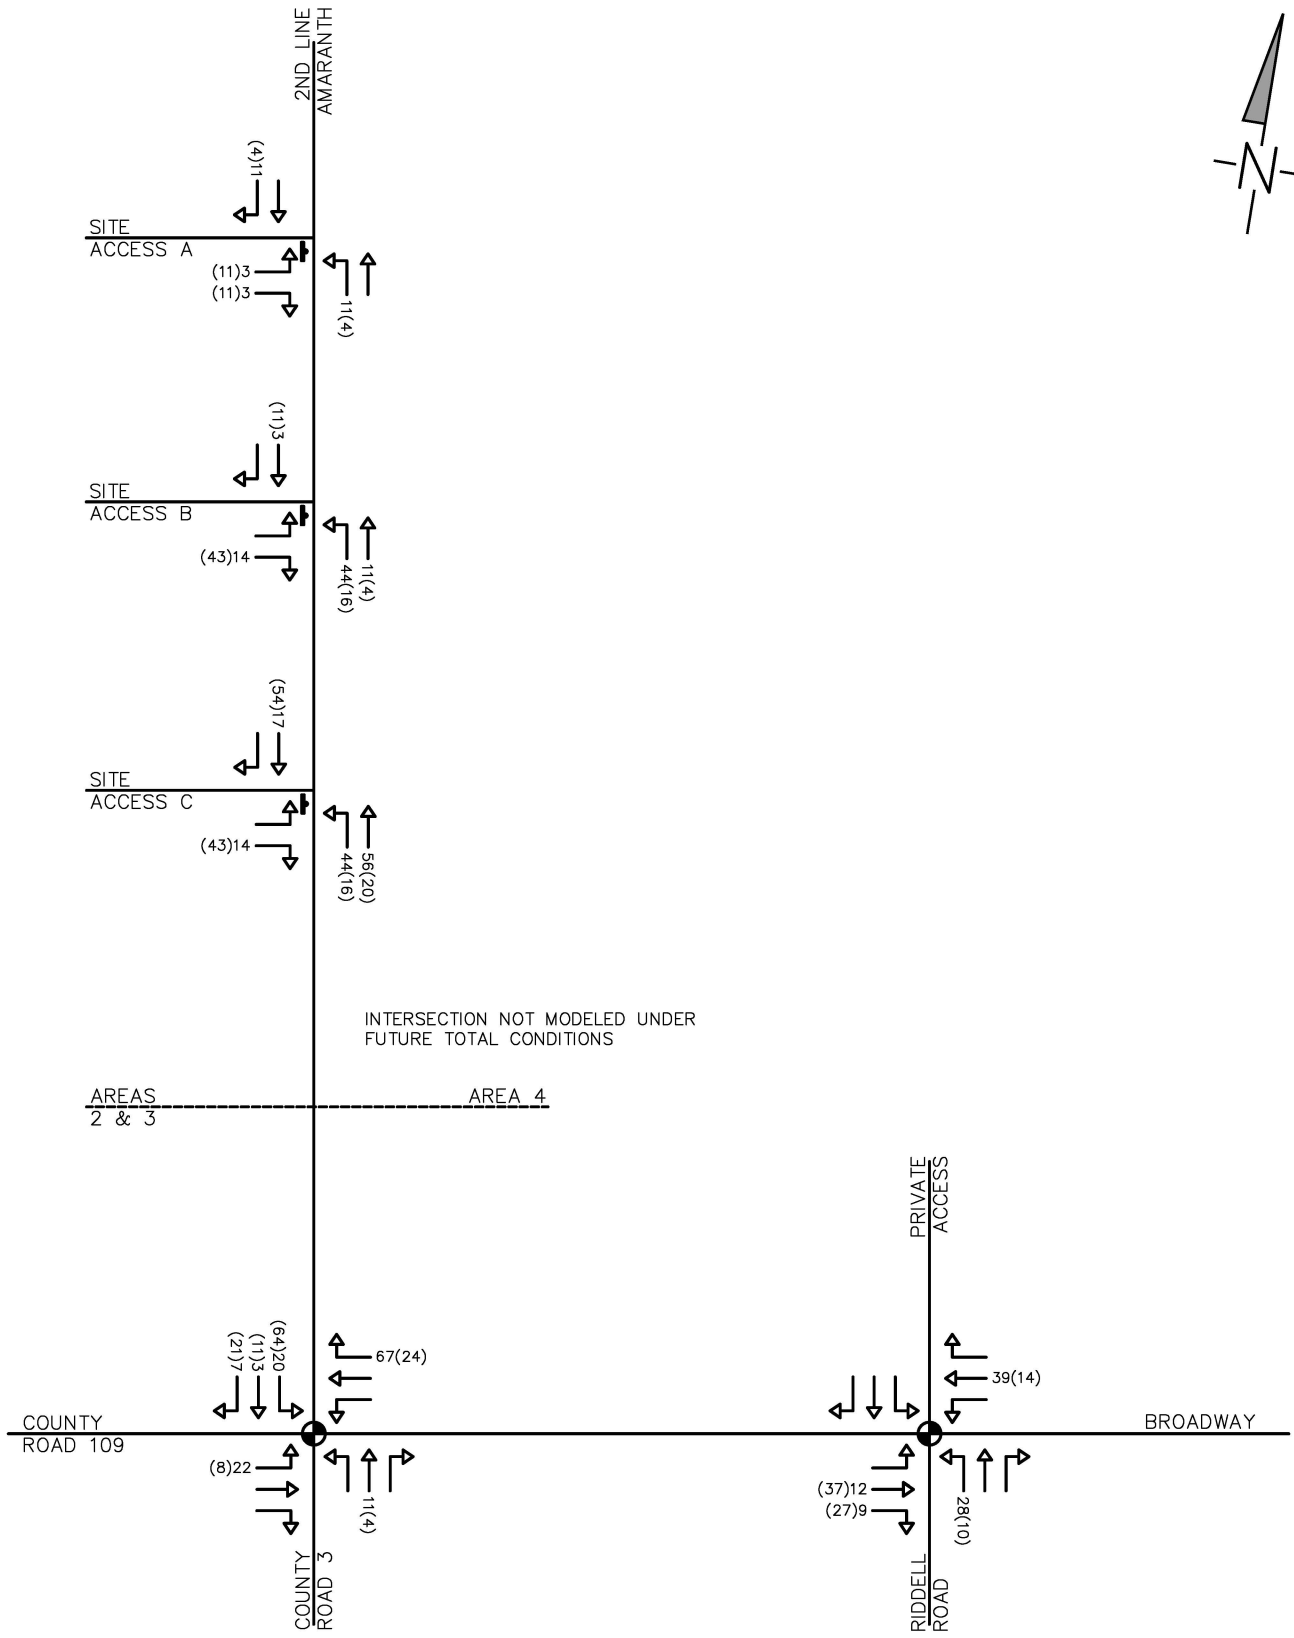 2ND LINE
AMARANTH
N
(4)11
SITE
ACCESS A
(11)3
(11)3
11(4)
(11)3
SITE
ACCESS B
(43)14
44(16)
11(4)
(54)17
SITE
ACCESS C
(43)14
44(16)
56(20)
INTERSECTION NOT MODELED UNDER
FUTURE TOTAL CONDITIONS
AREAS
2 & 3
AREA 4
PRIVATE
ACCESS
(21)7
(11)3
(64)20
67(24)
39(14)
COUNTY
ROAD 109
BROADWAY
(8)22
11(4)
(37)12
(27)9
28(10)
COUNTY
ROAD 3
RIDDELL
ROAD